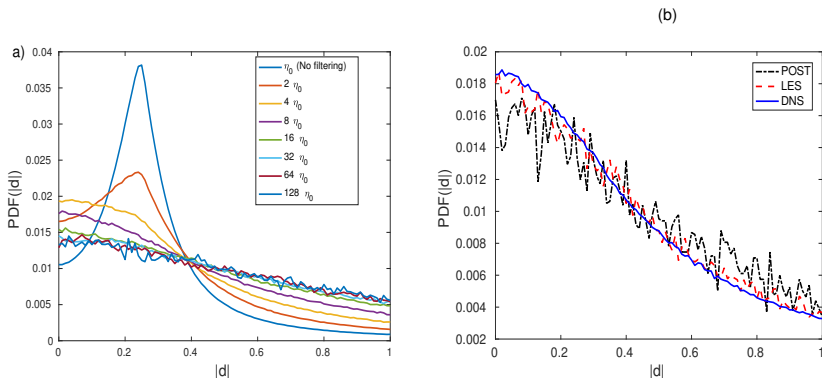 (b)
a)
0.04
0.035
0.03
0.025
0.02
0.015
0.01
0.005
0
0 0.2 0.4 0.6 0.8 1
PDF(|d|)
|d|
η0 (No filtering)
2 η0
4 η0
8 η0
16 η0
32 η0
64 η0
128 η0
0.02
0.018
0.016
0.014
0.012
0.01
0.008
0.006
0.004
0.002
0 0.2 0.4 0.6 0.8 1
PDF(|d|)
|d|
POST
LES
DNS